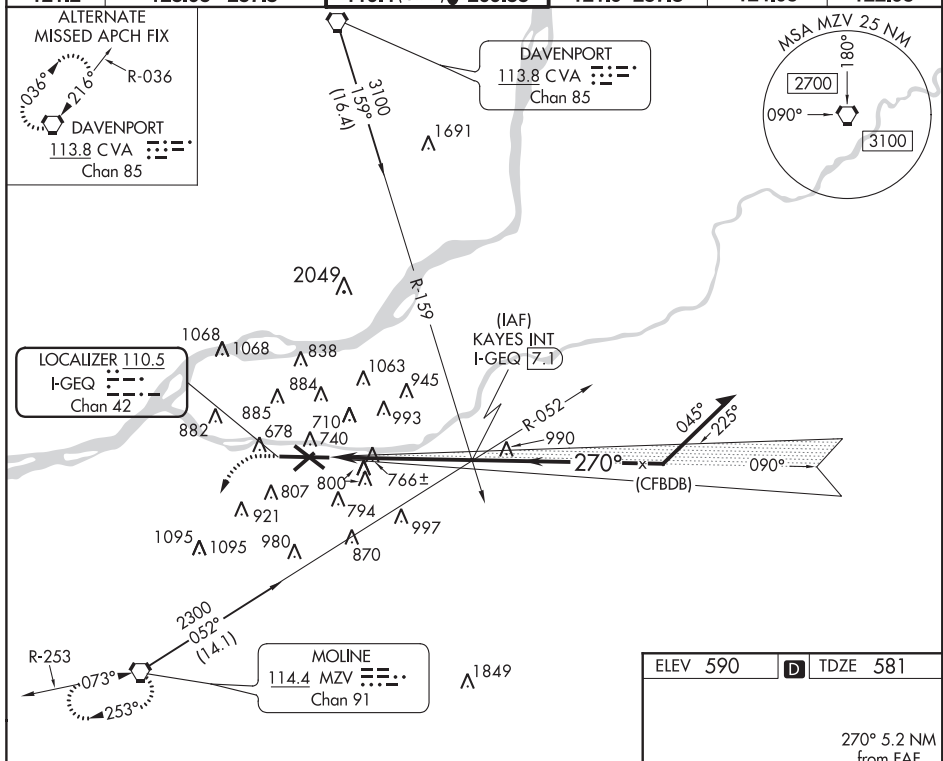 ALTERNATE
MISSED APCH FIX
R-036
036°
216°
DAVENPORT
113.8 CVA
Chan 85
DAVENPORT
113.8 CVA
Chan 85
3100
159°
(16.4)
1691
MSA MZV 25 NM
180°
2700
090°
3100
2049
R-159
(IAF)
KAYES INT
I-GEQ 7.1
1068
1068
838
LOCALIZER 110.5
I-GEQ
Chan 42
1063
945
884
885
993
R-052
882
710
678
740
990
045°
225°
270°
090°
(CFBDB)
800
766±
807
794
921
997
1095
1095
980
870
2300
052°
(14.1)
R-253
073°
253°
MOLINE
114.4 MZV
Chan 91
1849
ELEV 590
D
TDZE 581
270° 5.2 NM
from FAF